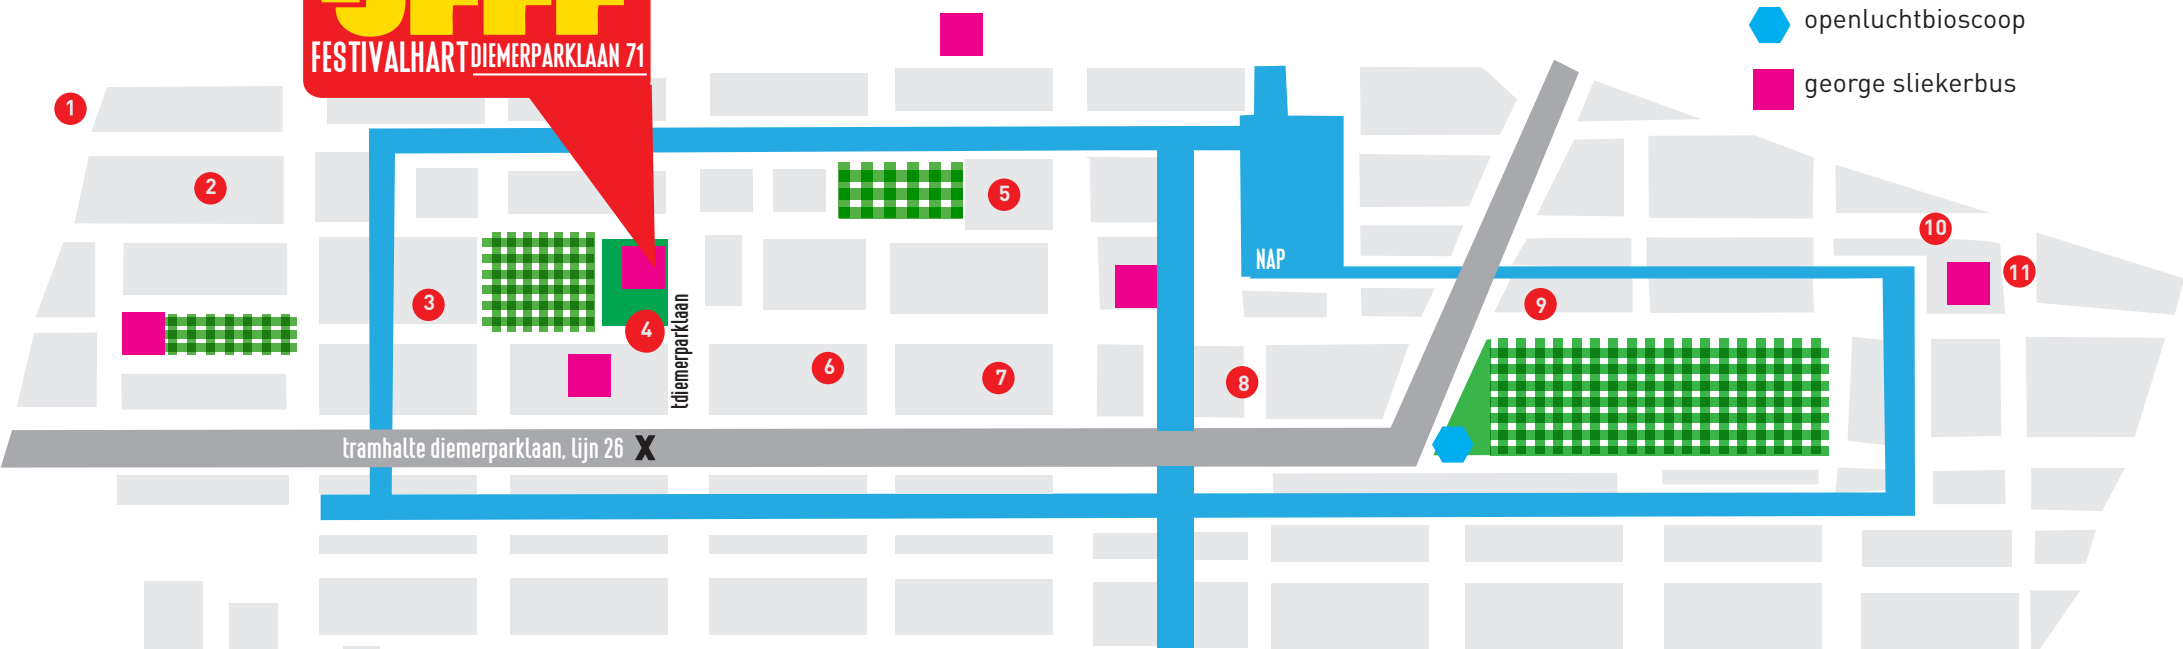 FESTIVALHART DIEMERPARKLAAN 71
openluchtbioscoop
george sliekerbus
1
2
5
10
NAP
11
3
9
4
tdiemerparklaan
6
7
8
tramhalte diemerparklaan, lijn 26 X